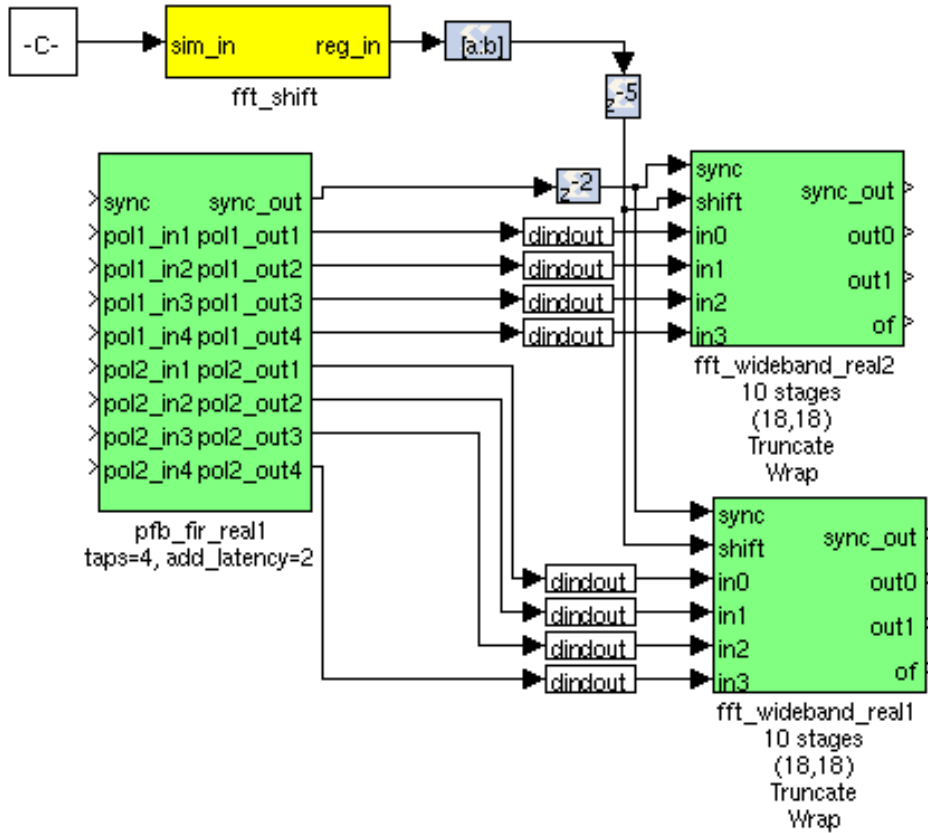 -C-
sim_in reg_in
[a:b]
fft_shift
z-5
sync sync_out
pol1_in1 pol1_out1
pol1_in2 pol1_out2
pol1_in3 pol1_out3
pol1_in4 pol1_out4
pol2_in1 pol2_out1
pol2_in2 pol2_out2
pol2_in3 pol2_out3
pol2_in4 pol2_out4
pfb_fir_real1
taps=4, add_latency=2
z-2
dindout
dindout
dindout
dindout
sync
shift
in0
in1
in2
in3
sync_out
out0
out1
of
fft_wideband_real2
10 stages
(18,18)
Truncate
Wrap
dindout
dindout
dindout
dindout
sync
shift
in0
in1
in2
in3
sync_out
out0
out1
of
fft_wideband_real1
10 stages
(18,18)
Truncate
Wrap